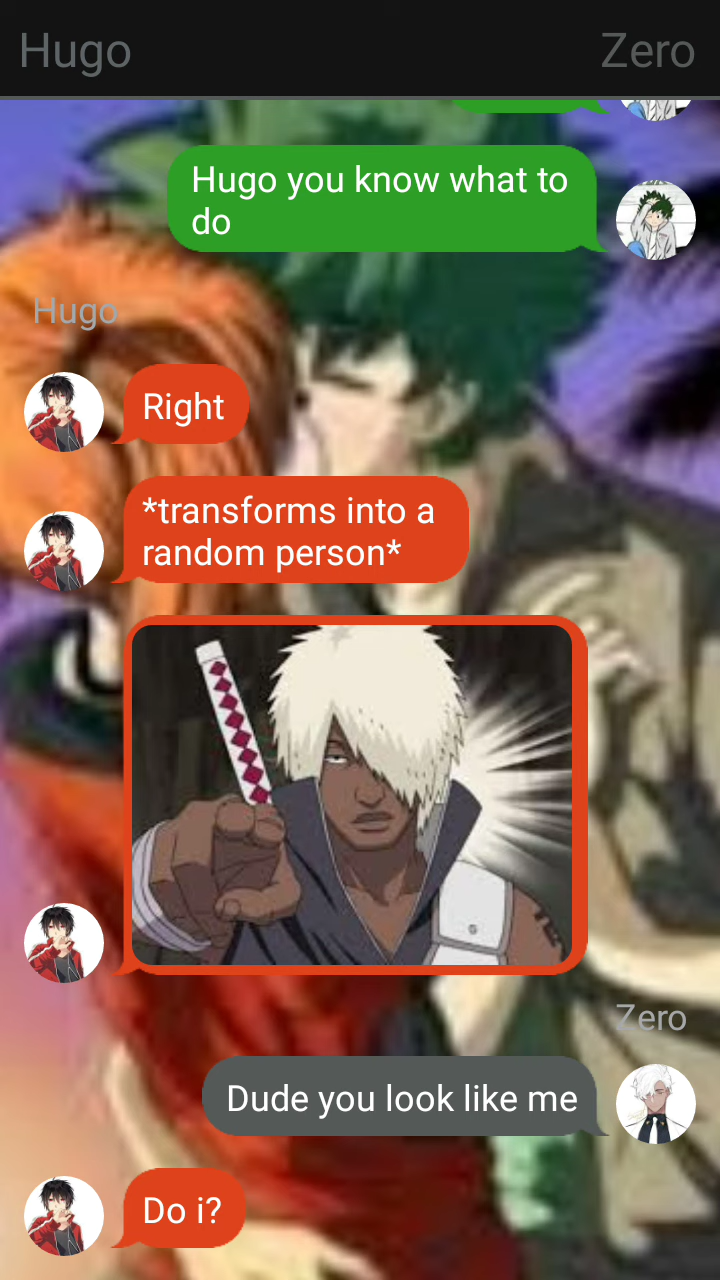 Hugo
Zero
Hugo you know what to
do
Hugo
Right
*transforms into a
random person*
Zero
Dude you look like me
Do i?